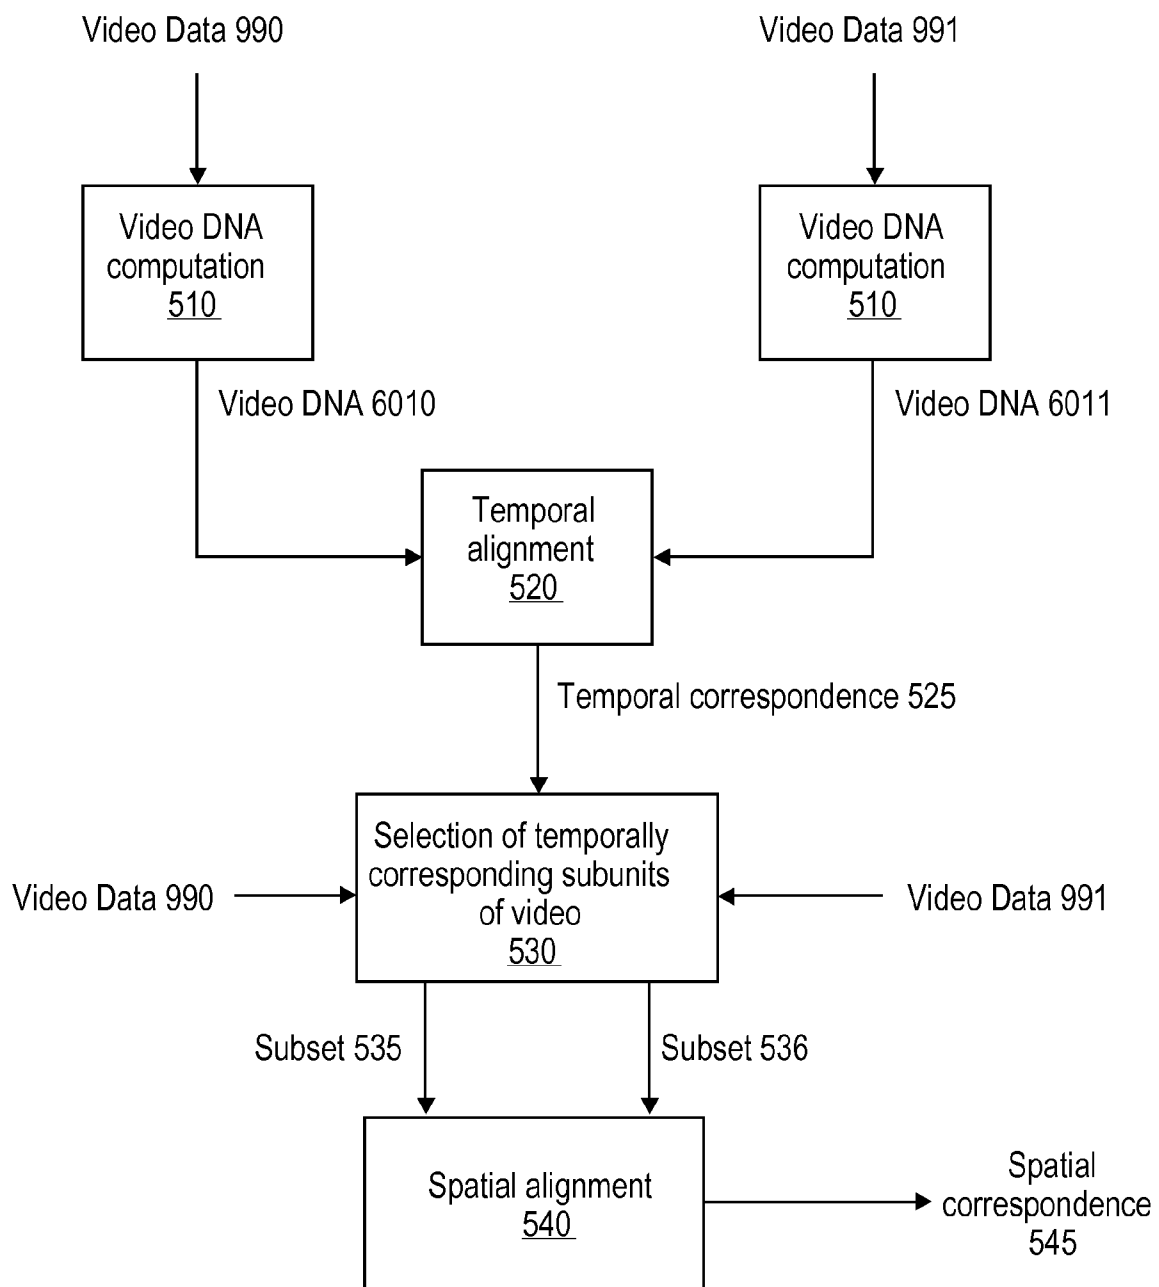 Video Data 990
Video Data 991
Video DNA
computation
510
Video DNA
computation
510
Video DNA 6010
Video DNA 6011
Temporal
alignment
520
Temporal correspondence 525
Selection of temporally
corresponding subunits
of video
530
Video Data 990
Video Data 991
Subset 535
Subset 536
Spatial alignment
540
Spatial
correspondence
545